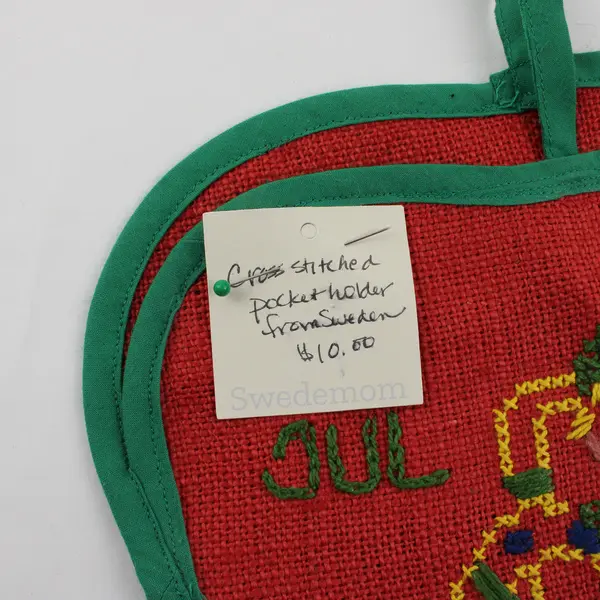 Cross stitched
pocket holder
from Sweden
$10.00
Swedemom
JUL